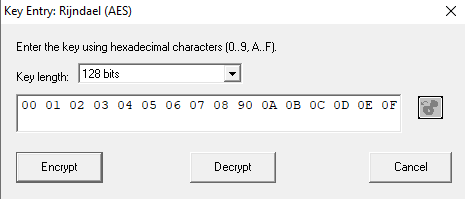 Key Entry: Rijndael (AES)
Enter the key using hexadecimal characters (0..9, A..F).
Key length: 128 bits
00 01 02 03 04 05 06 07 08 90 0A 0B 0C 0D 0E 0F
Encrypt Decrypt Cancel